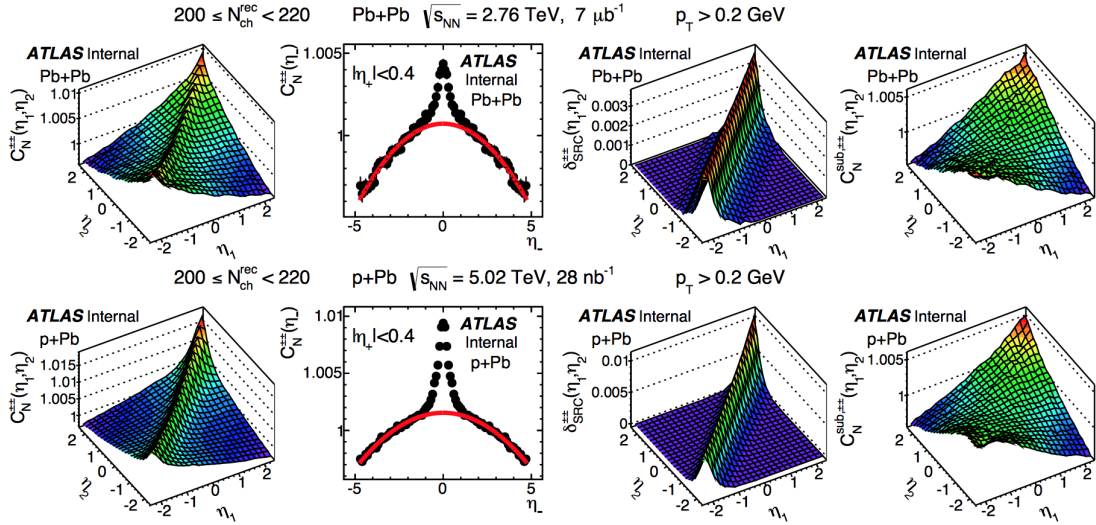 200 ≤ N_ch^rec < 220 Pb+Pb √s_NN = 2.76 TeV, 7 μb⁻¹ p_T > 0.2 GeV
ATLAS Internal
Pb+Pb
C_N^±±(η₁,η₂)
1.01
1.005
1
2
1
0
-1
-2
η₂
-2 -1 0 1 2
η₁
C_N^±±(η₋)
1.005
1
|η₊|<0.4
ATLAS
Internal
Pb+Pb
-5 0 5
η₋
ATLAS Internal
Pb+Pb
δ_SRC^±±(η₁,η₂)
0.003
0.002
0.001
0
2
1
0
-1
-2
η₂
-2 -1 0 1 2
η₁
ATLAS Internal
Pb+Pb
C_N^sub,±±(η₁,η₂)
1.005
1
2
1
0
-1
-2
η₂
-2 -1 0 1 2
η₁
200 ≤ N_ch^rec < 220 p+Pb √s_NN = 5.02 TeV, 28 nb⁻¹ p_T > 0.2 GeV
ATLAS Internal
p+Pb
C_N^±±(η₁,η₂)
1.015
1.01
1.005
1
2
1
0
-1
-2
η₂
-2 -1 0 1 2
η₁
C_N^±±(η₋)
1.01
1.005
1
|η₊|<0.4
ATLAS
Internal
p+Pb
-5 0 5
η₋
ATLAS Internal
p+Pb
δ_SRC^±±(η₁,η₂)
0.01
0.005
0
2
1
0
-1
-2
η₂
-2 -1 0 1 2
η₁
ATLAS Internal
p+Pb
C_N^sub,±±(η₁,η₂)
1.005
1
2
1
0
-1
-2
η₂
-2 -1 0 1 2
η₁